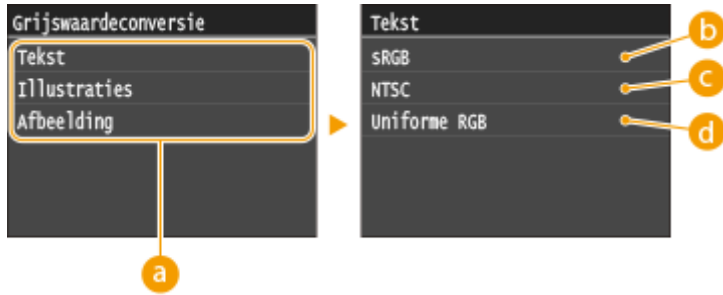 Grijswaardeconversie
Tekst
Illustraties
Afbeelding
a
Tekst
sRGB
NTSC
Uniforme RGB
b
c
d